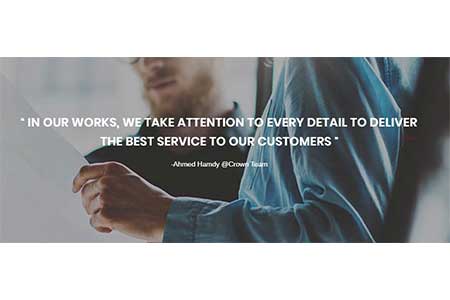 " IN OUR WORKS, WE TAKE ATTENTION TO EVERY DETAIL TO DELIVER
THE BEST SERVICE TO OUR CUSTOMERS "
-Ahmed Hamdy @Crown Team